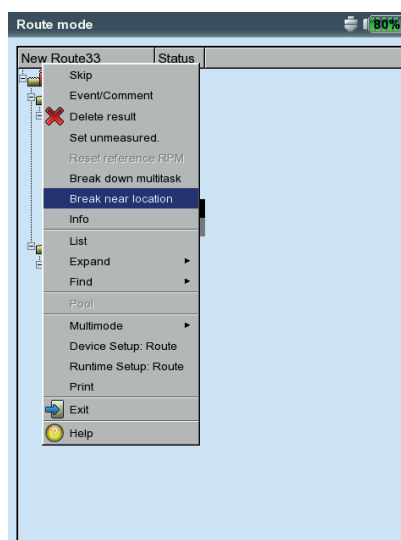 Route mode
80%
New Route33 Status
Skip
Event/Comment
Delete result
Set unmeasured.
Reset reference RPM
Break down multitask
Break near location
Info
List
Expand
Find
Pool
Multimode
Device Setup: Route
Runtime Setup: Route
Print
Exit
Help